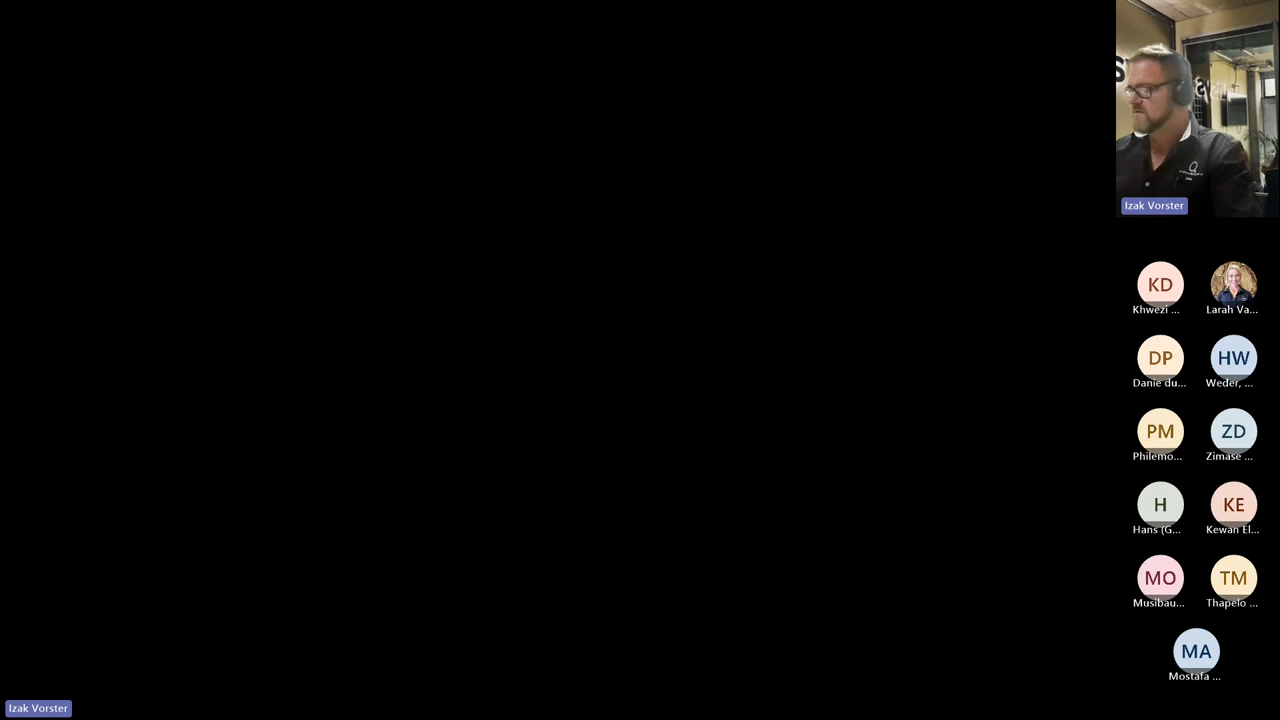 Izak Vorster
KD
Khwezi ...
Larah Va...
DP
HW
Danie du...
Weder, ...
PM
ZD
Philemo...
Zimase ...
H
KE
Hans (G...
Kewan El...
MO
TM
Musibau...
Thapelo ...
MA
Mostafa ...
Izak Vorster